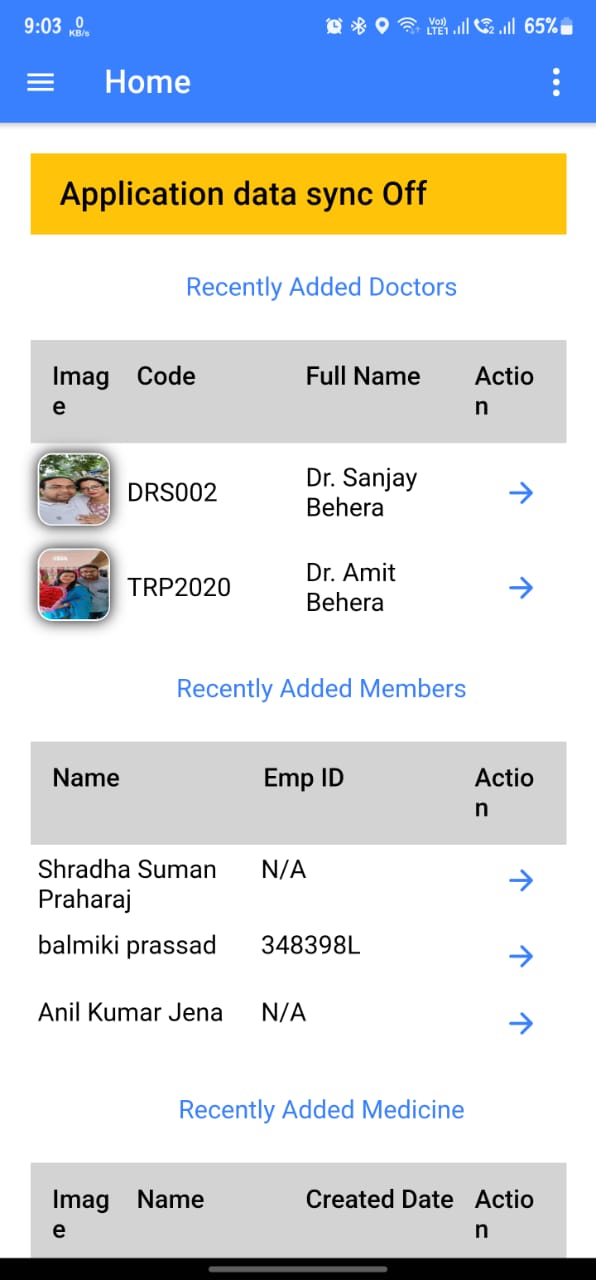 9:03 0 KB/s Vo)) LTE1 2 65%
Home
Application data sync Off
Recently Added Doctors
Imag Code Full Name Actio
e n
DRS002 Dr. Sanjay
Behera
TRP2020 Dr. Amit
Behera
Recently Added Members
Name Emp ID Actio
n
Shradha Suman N/A
Praharaj
balmiki prassad 348398L
Anil Kumar Jena N/A
Recently Added Medicine
Imag Name Created Date Actio
e n